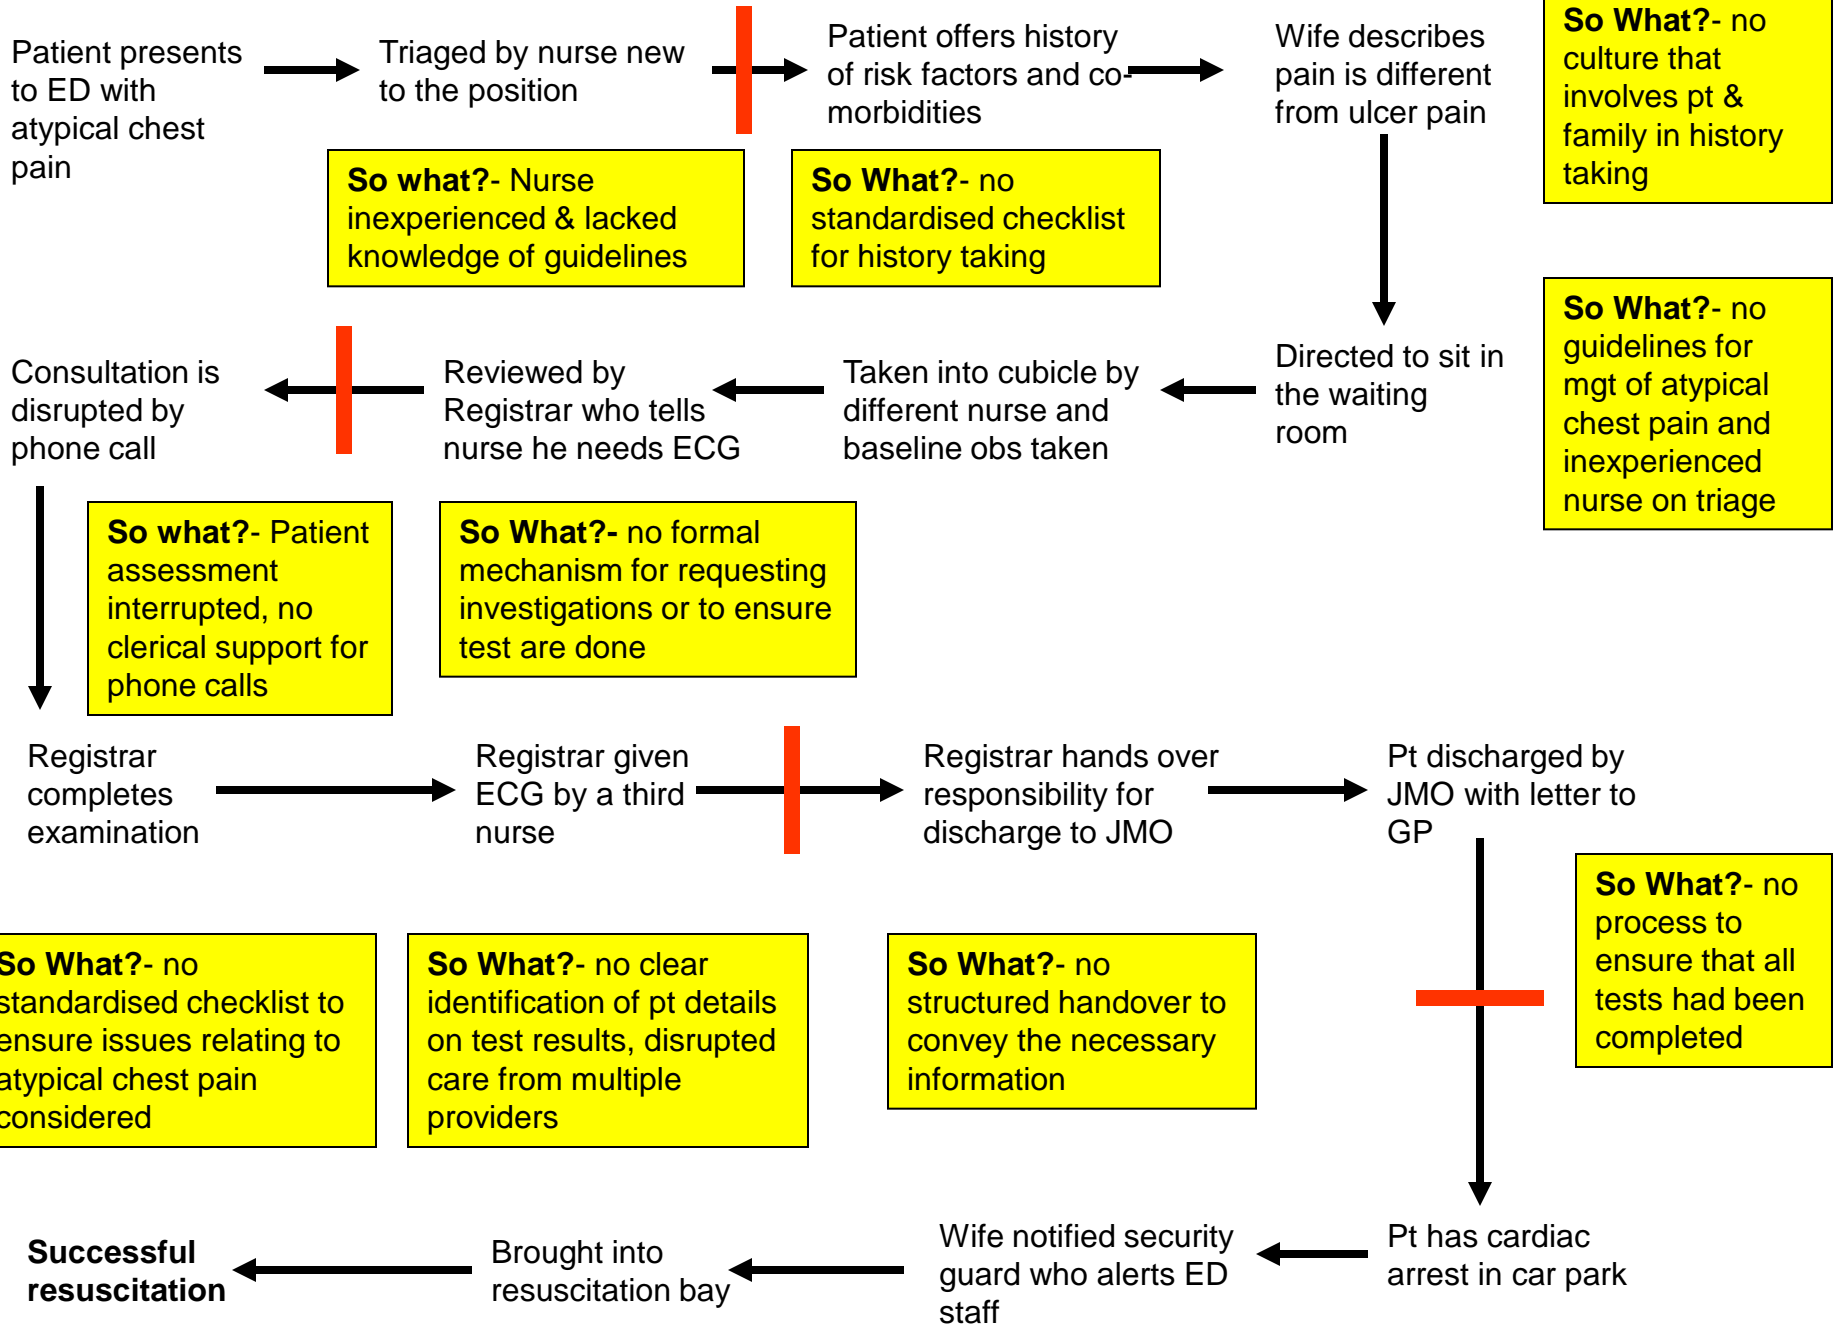 Patient presents
to ED with
atypical chest
pain
Triaged by nurse new
to the position
Patient offers history
of risk factors and co-
morbidities
Wife describes
pain is different
from ulcer pain
So What?- no
culture that
involves pt &
family in history
taking
So what?- Nurse
inexperienced & lacked
knowledge of guidelines
So What?- no
standardised checklist
for history taking
So What?- no
guidelines for
mgt of atypical
chest pain and
inexperienced
nurse on triage
Directed to sit in
the waiting
room
Taken into cubicle by
different nurse and
baseline obs taken
Reviewed by
Registrar who tells
nurse he needs ECG
Consultation is
disrupted by
phone call
So what?- Patient
assessment
interrupted, no
clerical support for
phone calls
So What?- no formal
mechanism for requesting
investigations or to ensure
test are done
Registrar
completes
examination
Registrar given
ECG by a third
nurse
Registrar hands over
responsibility for
discharge to JMO
Pt discharged by
JMO with letter to
GP
So What?- no
standardised checklist to
ensure issues relating to
atypical chest pain
considered
So What?- no clear
identification of pt details
on test results, disrupted
care from multiple
providers
So What?- no
structured handover to
convey the necessary
information
So What?- no
process to
ensure that all
tests had been
completed
Pt has cardiac
arrest in car park
Wife notified security
guard who alerts ED
staff
Brought into
resuscitation bay
Successful
resuscitation